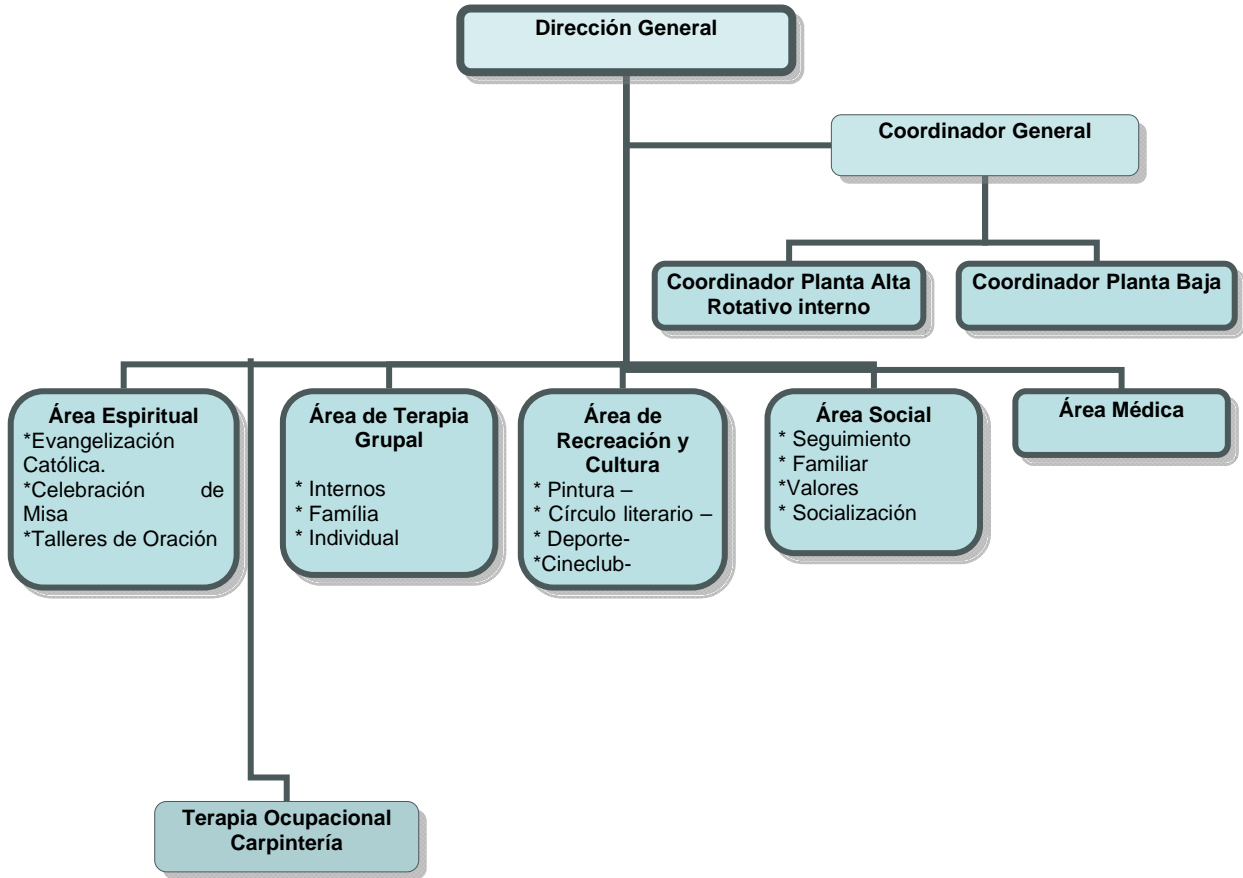 Dirección General
Coordinador General
Coordinador Planta Alta
Rotativo interno
Coordinador Planta Baja
Área Espiritual
*Evangelización
Católica.
*Celebración de
Misa
*Talleres de Oración
Área de Terapia
Grupal
* Internos
* Família
* Individual
Área de
Recreación y
Cultura
* Pintura –
* Círculo literario –
* Deporte-
*Cineclub-
Área Social
* Seguimiento
* Familiar
*Valores
* Socialización
Área Médica
Terapia Ocupacional
Carpintería